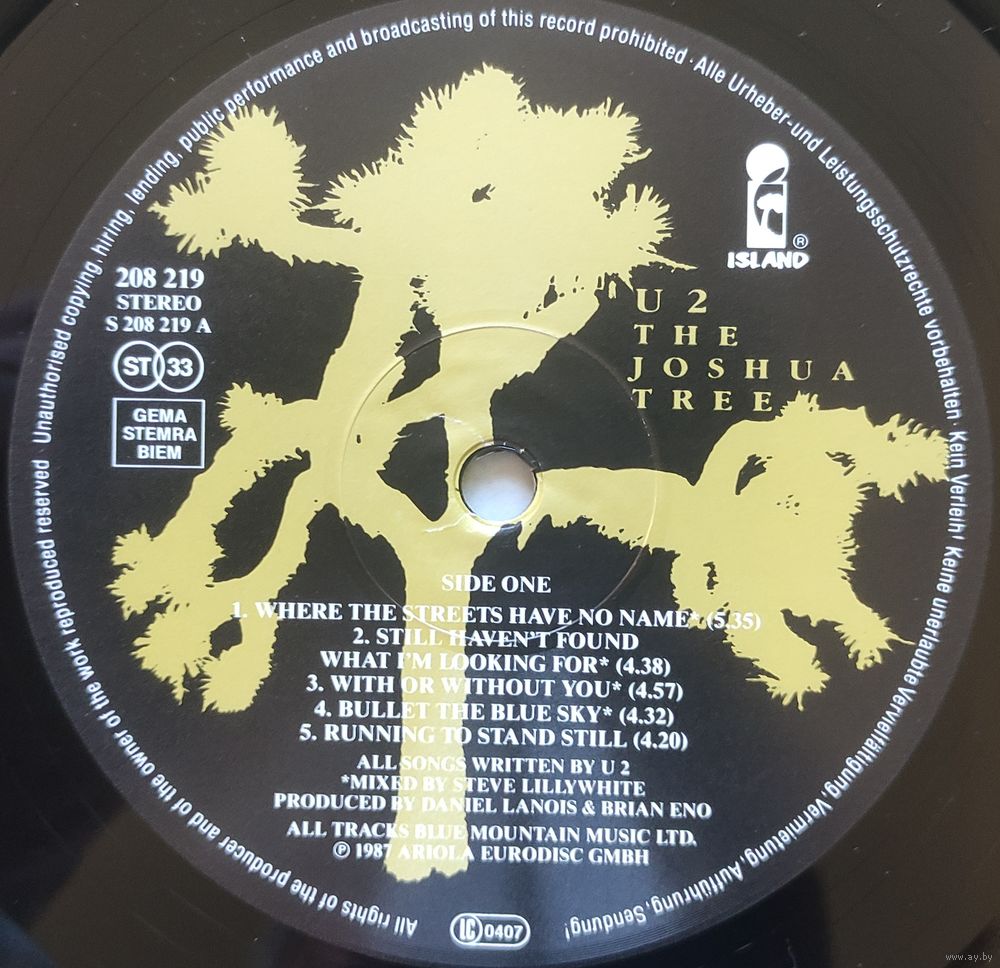 All rights of the producer and of the owner of the work reproduced reserved Unauthorised copying, hiring, lending, public performance and broadcasting of this record prohibited · Alle Urheber-und Leistungsschutzrechte vorbehalten · Kein Verleih! Keine unerlaubte Vervielfältigung, Vermietung, Aufführung, Sendung!
ISLAND ®
208 219
STEREO
S 208 219 A
ST 33
GEMA
STEMRA
BIEM
U 2
THE
JOSHUA
TREE
SIDE ONE
1. WHERE THE STREETS HAVE NO NAME* (5.35)
2. STILL HAVEN'T FOUND
WHAT I'M LOOKING FOR* (4.38)
3. WITH OR WITHOUT YOU* (4.57)
4. BULLET THE BLUE SKY* (4.32)
5. RUNNING TO STAND STILL (4.20)
ALL SONGS WRITTEN BY U 2
*MIXED BY STEVE LILLYWHITE
PRODUCED BY DANIEL LANOIS & BRIAN ENO
ALL TRACKS BLUE MOUNTAIN MUSIC LTD.
℗ 1987 ARIOLA EURODISC GMBH
LC 0407
www.ay.by